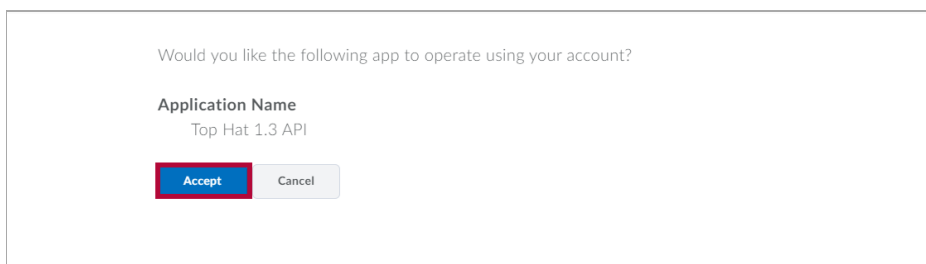 Would you like the following app to operate using your account?
Application Name
Top Hat 1.3 API
Accept Cancel